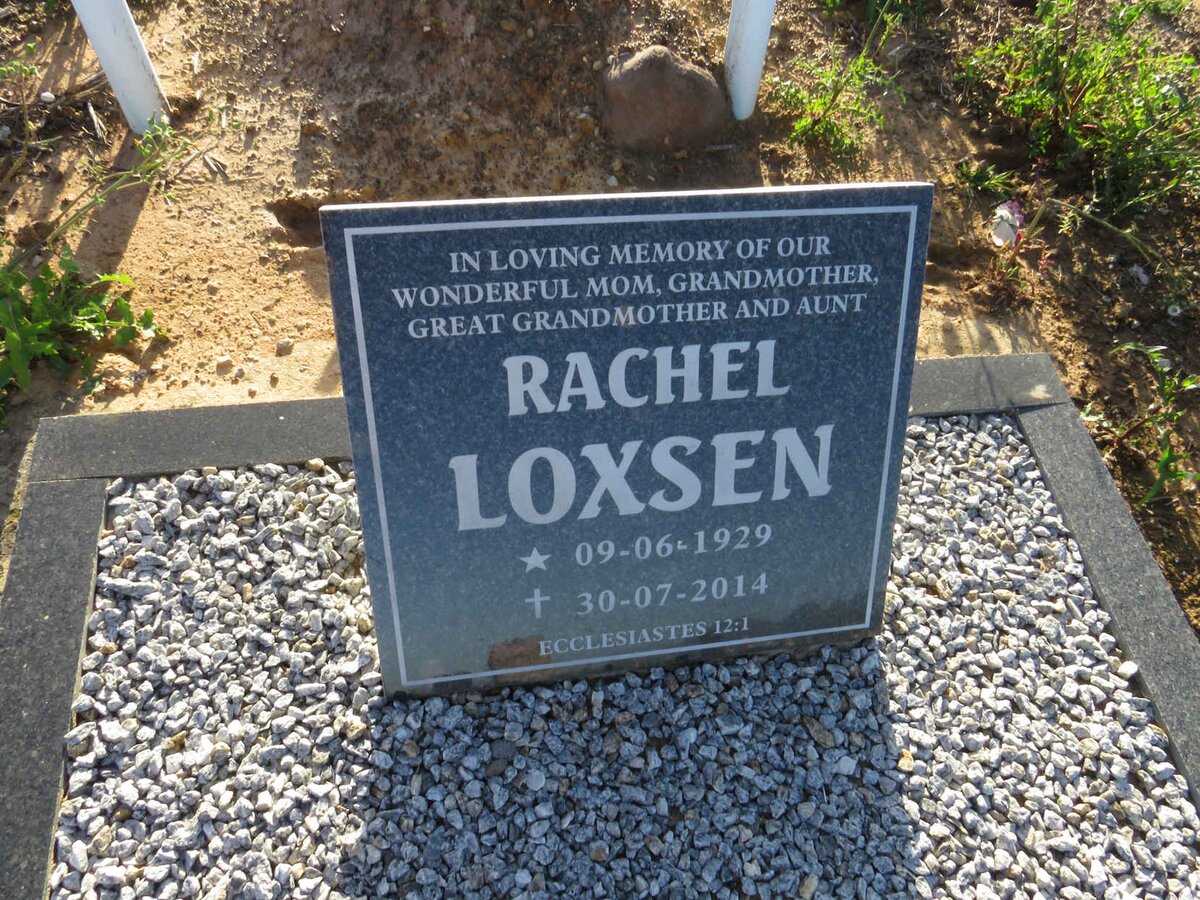 IN LOVING MEMORY OF OUR
WONDERFUL MOM, GRANDMOTHER,
GREAT GRANDMOTHER AND AUNT
RACHEL
LOXSEN
★ 09-06-1929
✝ 30-07-2014
ECCLESIASTES 12:1